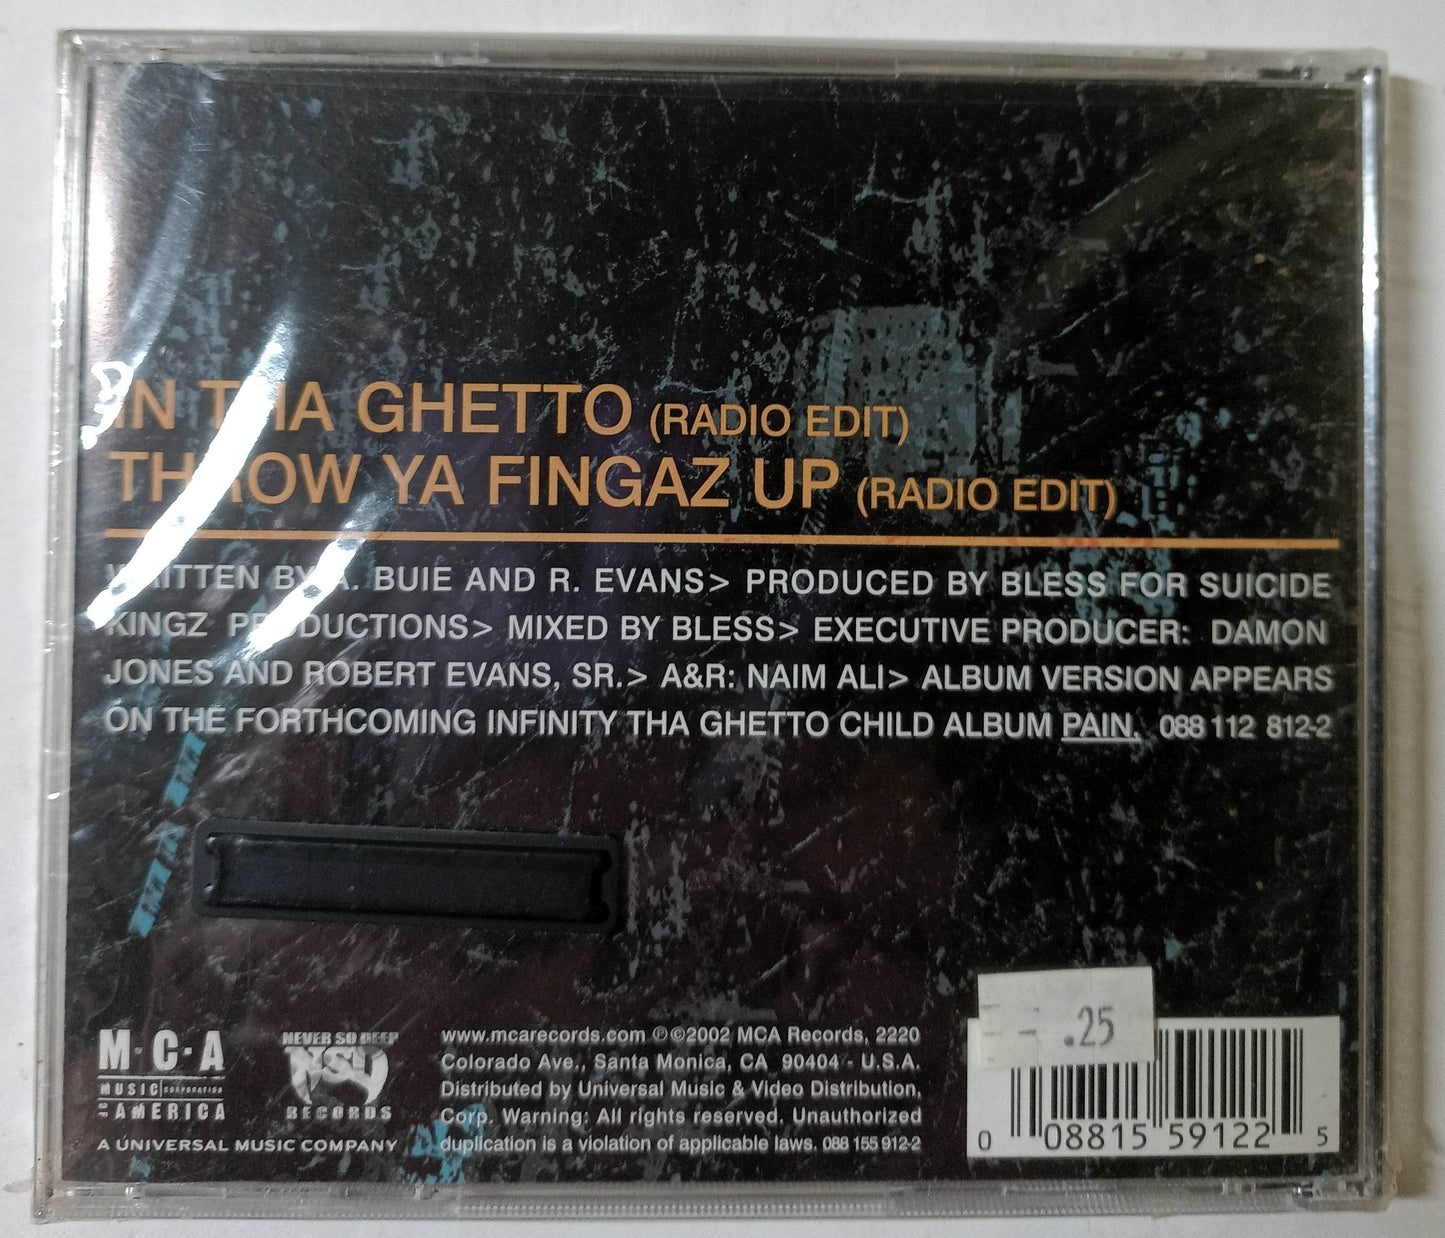 IN THA GHETTO (RADIO EDIT)
THROW YA FINGAZ UP (RADIO EDIT)
WRITTEN BY A. BUIE AND R. EVANS> PRODUCED BY BLESS FOR SUICIDE
KINGZ PRODUCTIONS> MIXED BY BLESS> EXECUTIVE PRODUCER: DAMON
JONES AND ROBERT EVANS, SR.> A&R: NAIM ALI> ALBUM VERSION APPEARS
ON THE FORTHCOMING INFINITY THA GHETTO CHILD ALBUM PAIN, 088 112 812-2
M·C·A
MUSIC CORPORATION
OF AMERICA
A UNIVERSAL MUSIC COMPANY
NEVER SO DEEP
NSD
RECORDS
www.mcarecords.com ℗©2002 MCA Records, 2220
Colorado Ave., Santa Monica, CA 90404 - U.S.A.
Distributed by Universal Music & Video Distribution,
Corp. Warning: All rights reserved. Unauthorized
duplication is a violation of applicable laws. 088 155 912-2
.25
0 08815 59122 5